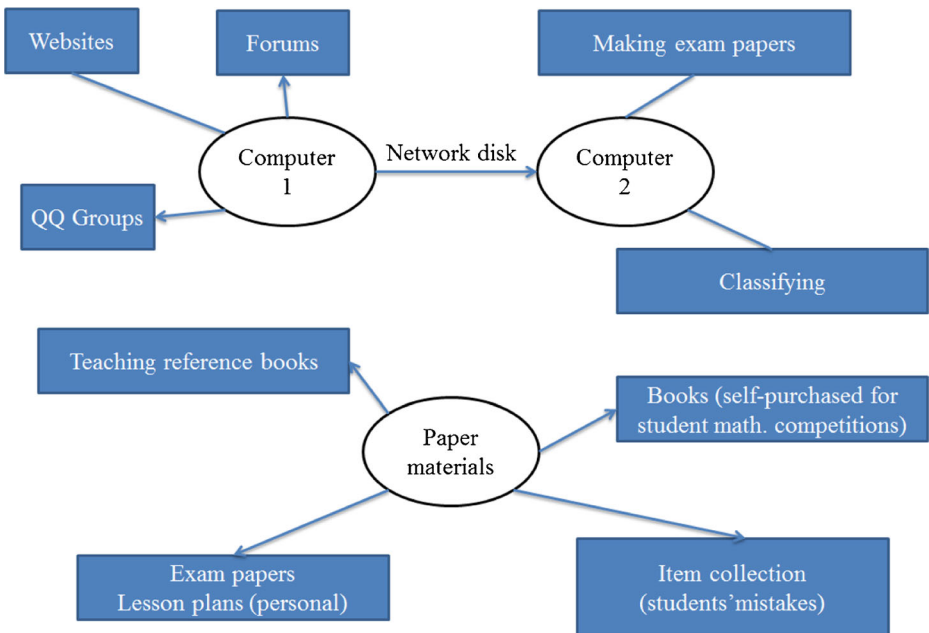 Websites
Forums
Making exam papers
Computer
1
Network disk
Computer
2
QQ Groups
Classifying
Teaching reference books
Books (self-purchased for
student math. competitions)
Paper
materials
Exam papers
Lesson plans (personal)
Item collection
(students’mistakes)